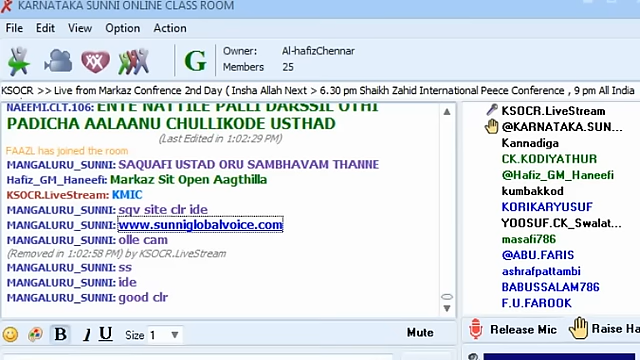 KARNATAKA SUNNI ONLINE CLASS ROOM
File View Option Action
G Owner: Al-hafizChennar
Members 25
KSOCR >> Live from Markaz Confrence 2nd Day ( Insha Allah Next > 6.30 pm Shaikh Zahid International Peece Conference , 9 pm All India
NAEEMI.CLT.106: ENTE NATTILE PALLI DARSSIL OTHI
PADICHA AALAANU CHULLIKODE USTHAD
(Last Edited in 1:02:29 PM)
FAAZL has joined the room
MANGALURU_SUNNI: SAQUAFI USTAD ORU SAMBHAVAM THANNE
Hafiz_GM_Haneefi: Markaz Sit Open Aagthilla
KSOCR.LiveStream: KMIC
MANGALURU_SUNNI: sgv site clr ide
MANGALURU_SUNNI: www.sunniglobalvoice.com
MANGALURU_SUNNI: olle cam
(Removed in 1:02:58 PM) by KSOCR.LiveStream
MANGALURU_SUNNI: ss
MANGALURU_SUNNI: ide
MANGALURU_SUNNI: good clr
KSOCR.LiveStream
@KARNATAKA.SUN...
Kannadiga
CK.KODIYATHUR
@Hafiz_GM_Haneefi
kumbakkod
KORIKARYUSUF
YOOSUF.CK_Swalat...
masafi786
@ABU.FARIS
ashrafpattambi
BABUSSALAM786
F.U.FAROOK
B I U Size 1 Mute
Release Mic Raise Ha